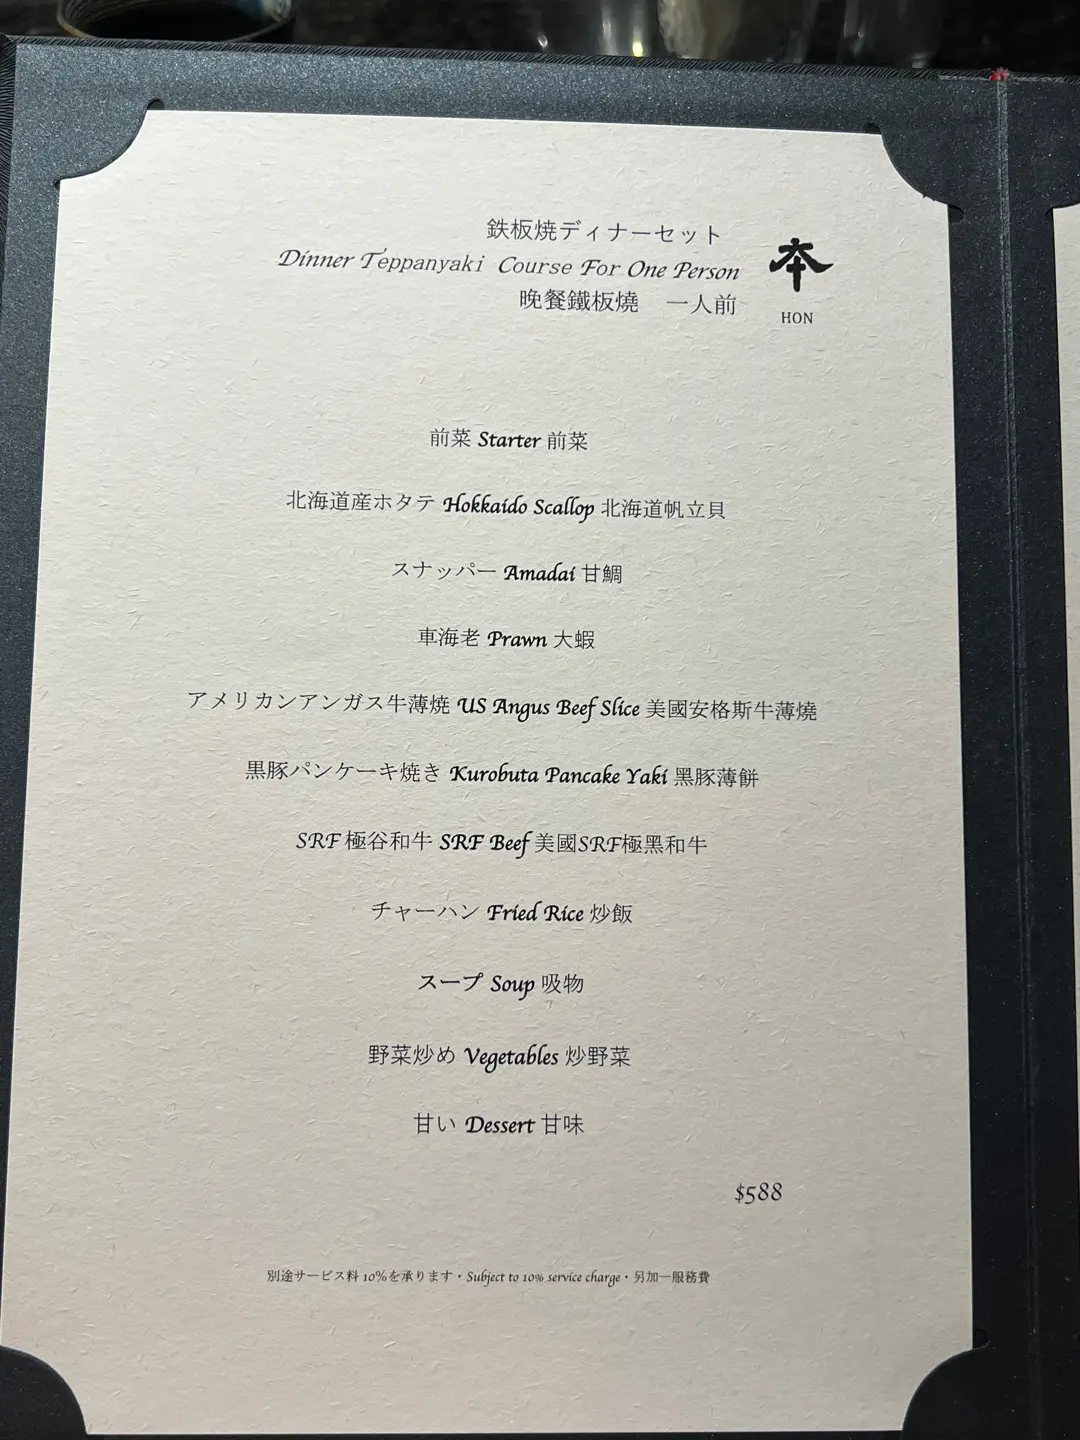 鉄板焼ディナーセット
Dinner Teppanyaki Course For One Person
晚餐鐵板燒 一人前
本
HON
前菜 Starter 前菜
北海道産ホタテ Hokkaido Scallop 北海道帆立貝
スナッパー Amadai 甘鯛
車海老 Prawn 大蝦
アメリカンアンガス牛薄焼 US Angus Beef Slice 美國安格斯牛薄燒
黒豚パンケーキ焼き Kurobuta Pancake Yaki 黑豚薄餅
SRF 極谷和牛 SRF Beef 美國SRF極黑和牛
チャーハン Fried Rice 炒飯
スープ Soup 吸物
野菜炒め Vegetables 炒野菜
甘い Dessert 甘味
$588
別途サービス料 10%を承ります・Subject to 10% service charge・另加一服務費